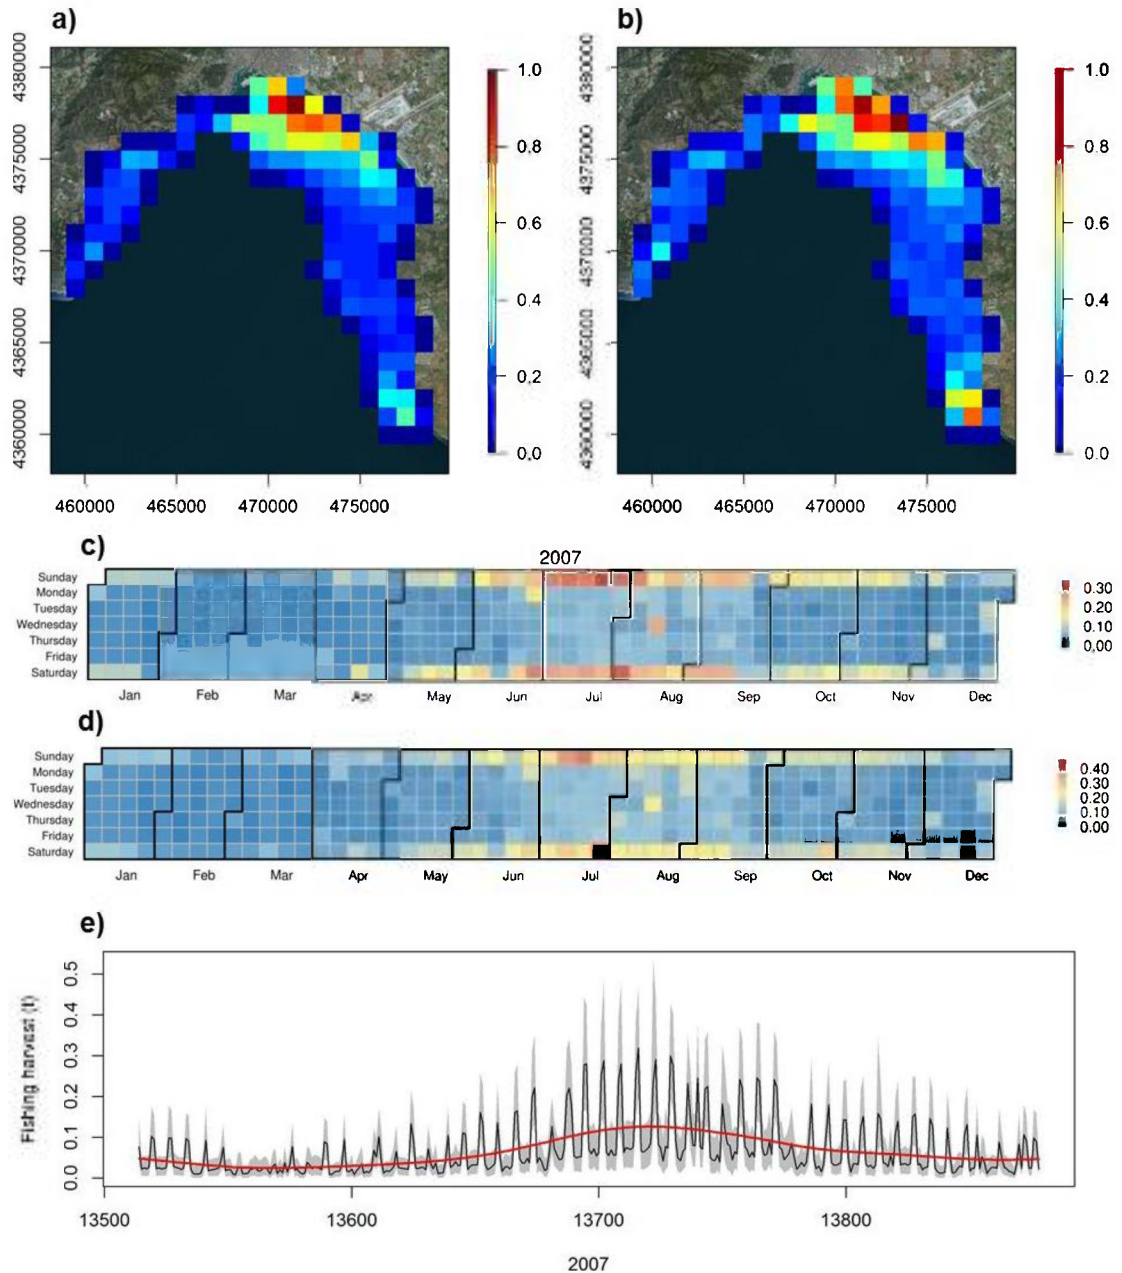 a)
b)
4380000
4375000
4370000
4365000
4360000
1.0
0.8
0.6
0.4
0.2
0.0
460000 465000 470000 475000
4380000
4375000
4370000
4365000
4360000
1.0
0.8
0.6
0.4
0.2
0.0
460000 465000 470000 475000
c)
2007
Sunday
Monday
Tuesday
Wednesday
Thursday
Friday
Saturday
Jan Feb Mar Apr May Jun Jul Aug Sep Oct Nov Dec
0.30
0.20
0.10
0,00
d)
Sunday
Monday
Tuesday
Wednesday
Thursday
Friday
Saturday
Jan Feb Mar Apr May Jun Jul Aug Sep Oct Nov Dec
0.40
0.30
0.20
0.10
0.00
e)
Fishing harvest (t)
0.5
0.4
0.3
0.2
0.1
0.0
13500 13600 13700 13800
2007